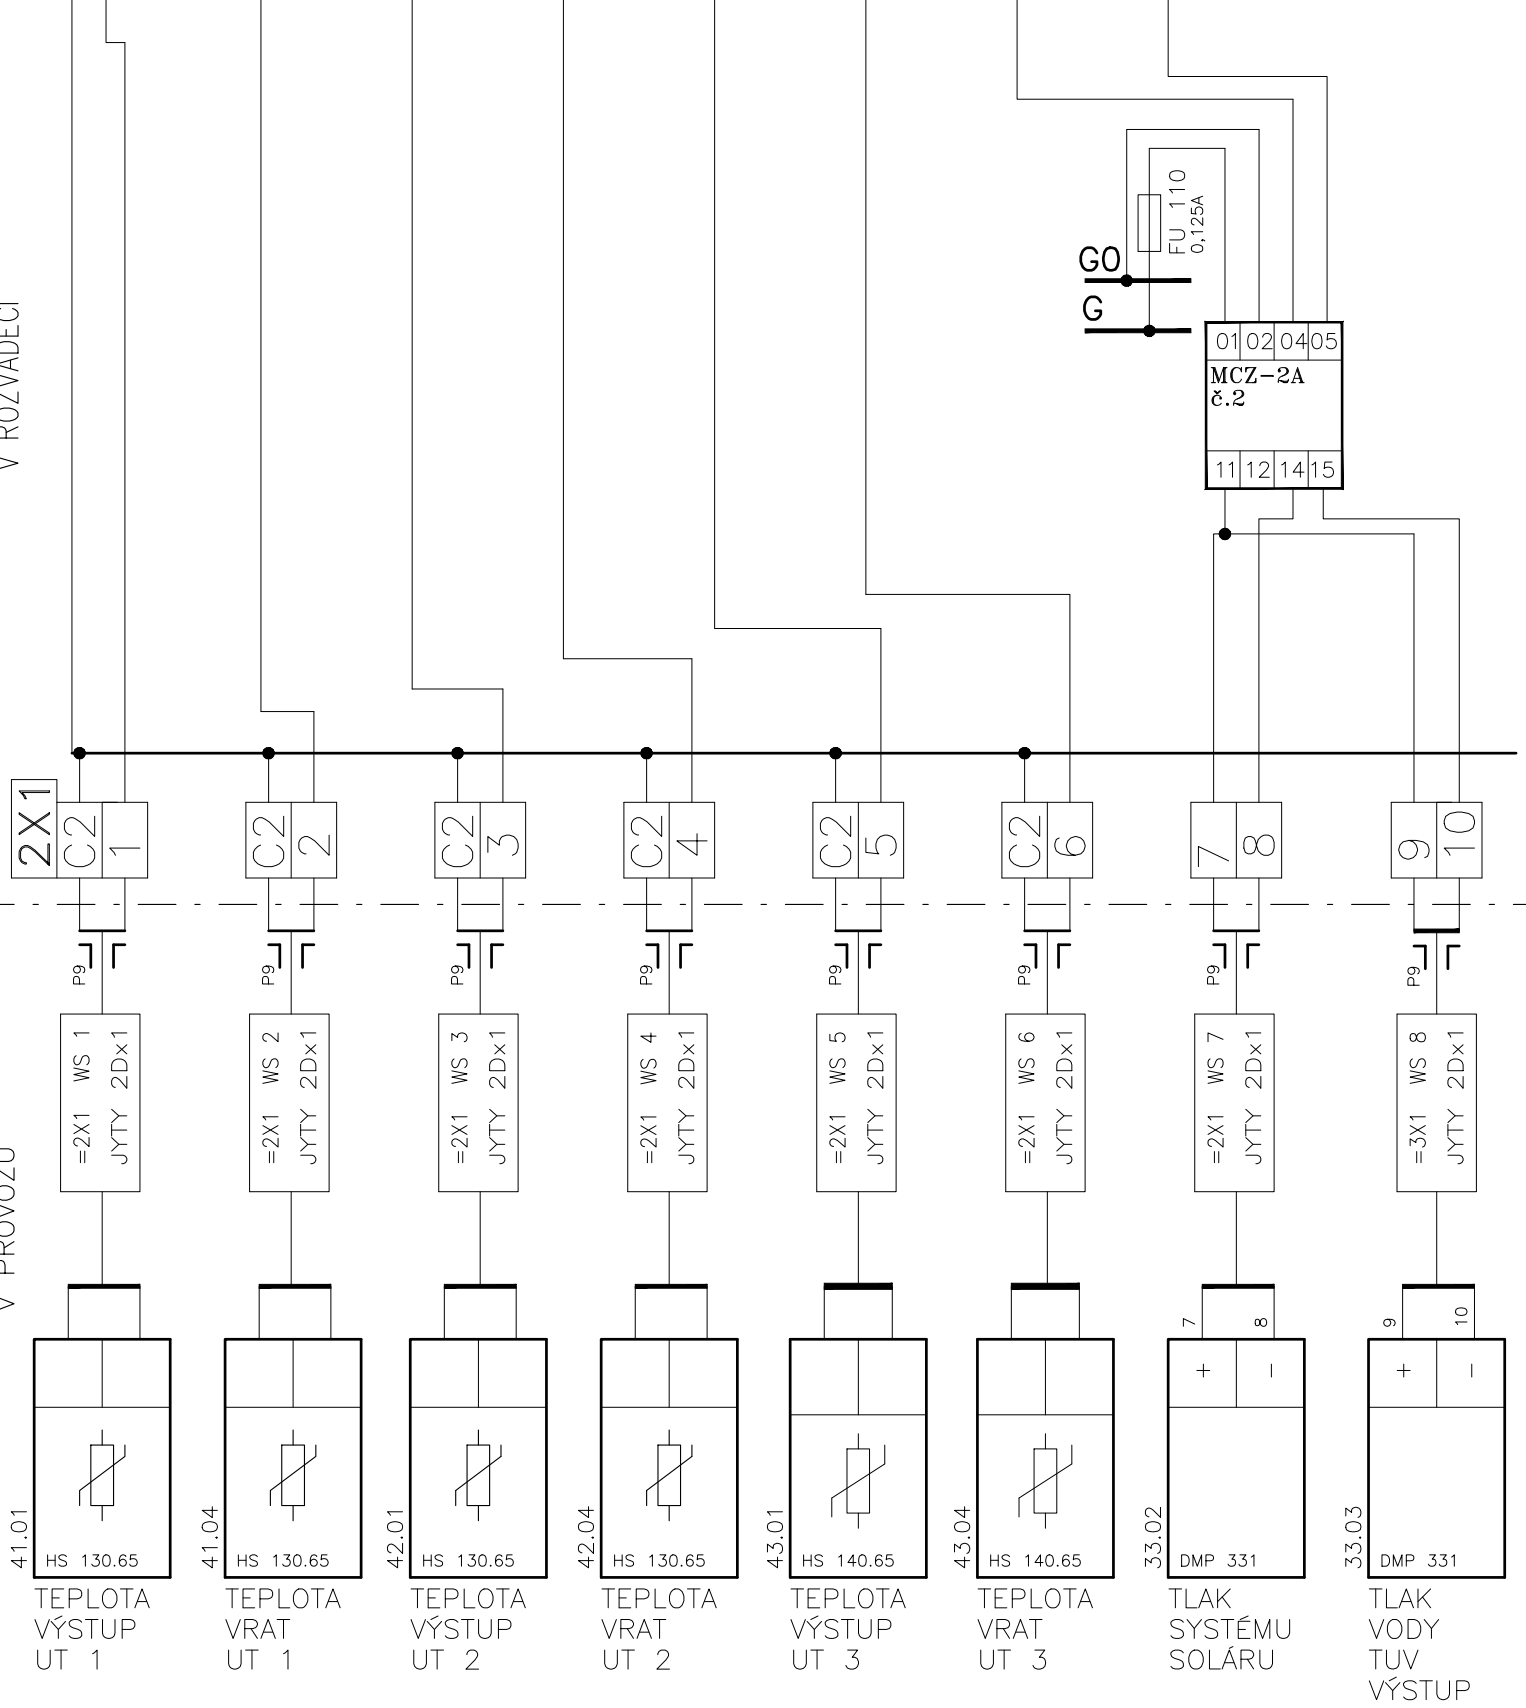 V ROZVADĚČI
FU 110
0,125A
G0
G
01 02 04 05
MCZ-2A
č.2
11 12 14 15
2X1
C2 1
C2 2
C2 3
C2 4
C2 5
C2 6
7 8
9 10
P9
P9
P9
P9
P9
P9
P9
P9
V PROVOZU
=2X1 WS 1
JYTY 2Dx1
=2X1 WS 2
JYTY 2Dx1
=2X1 WS 3
JYTY 2Dx1
=2X1 WS 4
JYTY 2Dx1
=2X1 WS 5
JYTY 2Dx1
=2X1 WS 6
JYTY 2Dx1
=2X1 WS 7
JYTY 2Dx1
=3X1 WS 8
JYTY 2Dx1
41.01
HS 130.65
TEPLOTA
VÝSTUP
UT 1
41.04
HS 130.65
TEPLOTA
VRAT
UT 1
42.01
HS 130.65
TEPLOTA
VÝSTUP
UT 2
42.04
HS 130.65
TEPLOTA
VRAT
UT 2
43.01
HS 140.65
TEPLOTA
VÝSTUP
UT 3
43.04
HS 140.65
TEPLOTA
VRAT
UT 3
7 8
+ –
33.02
DMP 331
TLAK
SYSTÉMU
SOLÁRU
9 10
+ –
33.03
DMP 331
TLAK
VODY
TUV
VÝSTUP